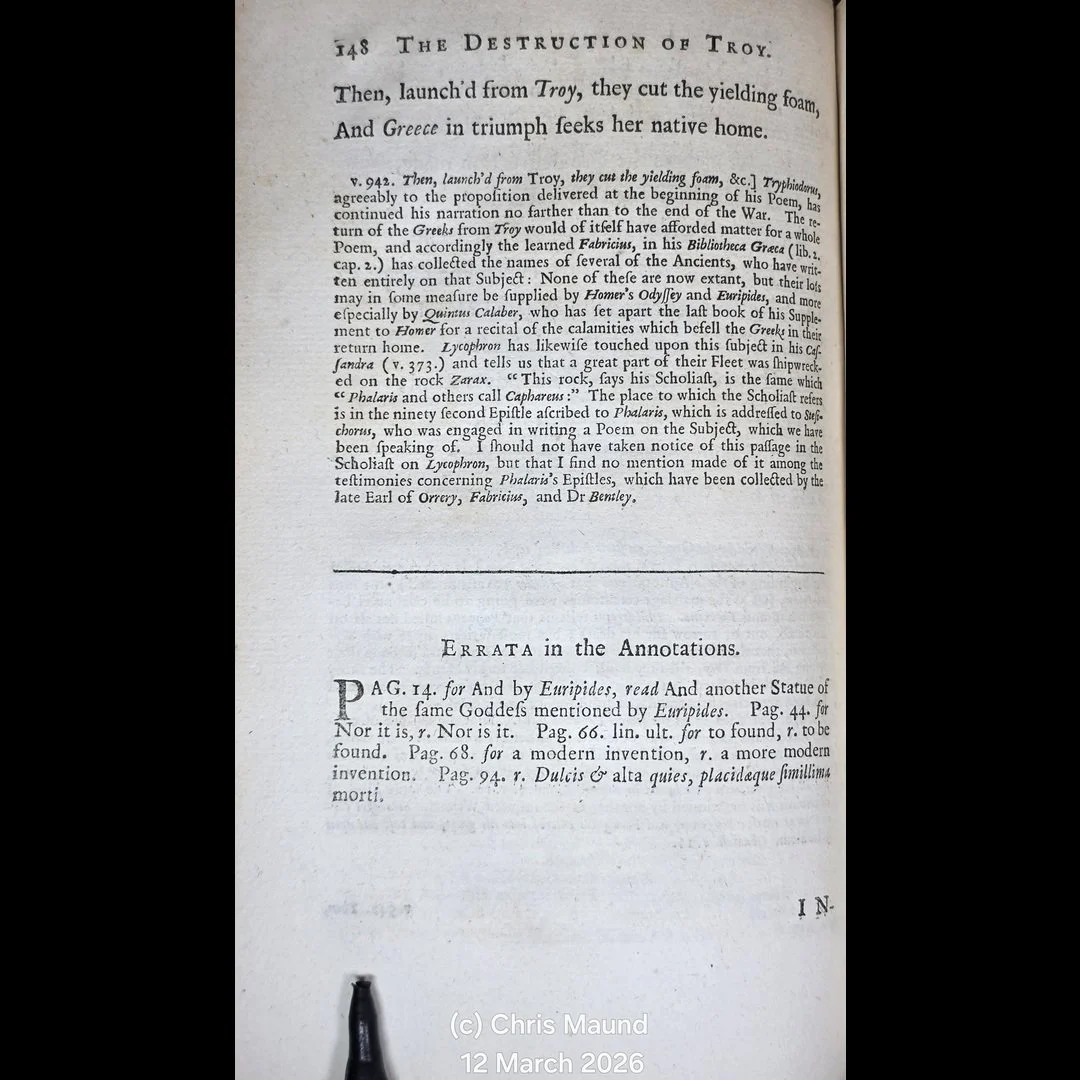 148 THE DESTRUCTION OF TROY.
Then, launch'd from Troy, they cut the yielding foam,
And Greece in triumph ſeeks her native home.
v. 942. Then, launch'd from Troy, they cut the yielding foam, &c.] Tryphiodorus,
agreeably to the propoſition delivered at the beginning of his Poem, has
continued his narration no farther than to the end of the War. The re-
turn of the Greeks from Troy would of itſelf have afforded matter for a whole
Poem, and accordingly the learned Fabricius, in his Bibliotheca Græca (lib. 2.
cap. 2.) has collected the names of ſeveral of the Ancients, who have writ-
ten entirely on that Subject: None of theſe are now extant, but their loſs
may in ſome meaſure be ſupplied by Homer's Odyſſey and Euripides, and more
eſpecially by Quintus Calaber, who has ſet apart the laſt book of his Supple-
ment to Homer for a recital of the calamities which befell the Greeks in their
return home. Lycophron has likewiſe touched upon this ſubject in his Caſ-
ſandra (v. 373.) and tells us that a great part of their Fleet was ſhipwreck-
ed on the rock Zarax. “ This rock, ſays his Scholiaſt, is the ſame which
“ Phalaris and others call Caphareus:” The place to which the Scholiaſt refers
is in the ninety ſecond Epiſtle aſcribed to Phalaris, which is addreſſed to Steſi-
chorus, who was engaged in writing a Poem on the Subject, which we have
been ſpeaking of. I ſhould not have taken notice of this paſſage in the
Scholiaſt on Lycophron, but that I find no mention made of it among the
teſtimonies concerning Phalaris's Epiſtles, which have been collected by the
late Earl of Orrery, Fabricius, and Dr Bentley.
ERRATA in the Annotations.
PAG. 14. for And by Euripides, read And another Statue of
the ſame Goddeſs mentioned by Euripides. Pag. 44. for
Nor it is, r. Nor is it. Pag. 66. lin. ult. for to found, r. to be
found. Pag. 68. for a modern invention, r. a more modern
invention. Pag. 94. r. Dulcis & alta quies, placidæque ſimillima
morti.
IN-
(c) Chris Maund
12 March 2026